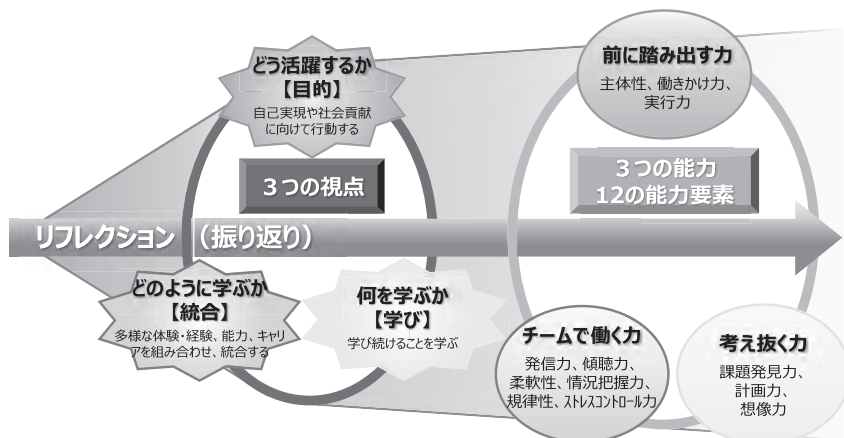 どう活躍するか
【目的】
自己実現や社会貢献
に向けて行動する
3つの視点
前に踏み出す力
主体性、働きかけ力、
実行力
3つの能力
12の能力要素
リフレクション (振り返り)
どのように学ぶか
【統合】
多様な体験・経験、能力、キャリ
アを組み合わせ、統合する
何を学ぶか
【学び】
学び続けることを学ぶ
チームで働く力
発信力、傾聴力、
柔軟性、情況把握力、
規律性、ストレスコントロール力
考え抜く力
課題発見力、
計画力、
想像力